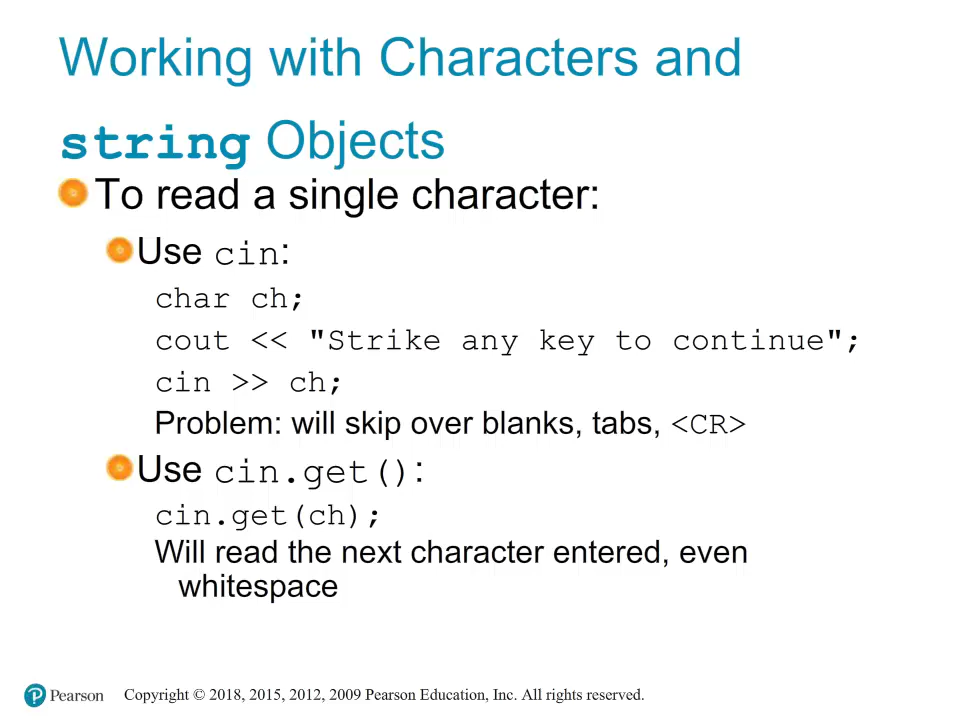 Working with Characters and
string Objects
To read a single character:
Use cin:
char ch;
cout << "Strike any key to continue";
cin >> ch;
Problem: will skip over blanks, tabs, <CR>
Use cin.get():
cin.get(ch);
Will read the next character entered, even
whitespace
P Pearson Copyright © 2018, 2015, 2012, 2009 Pearson Education, Inc. All rights reserved.